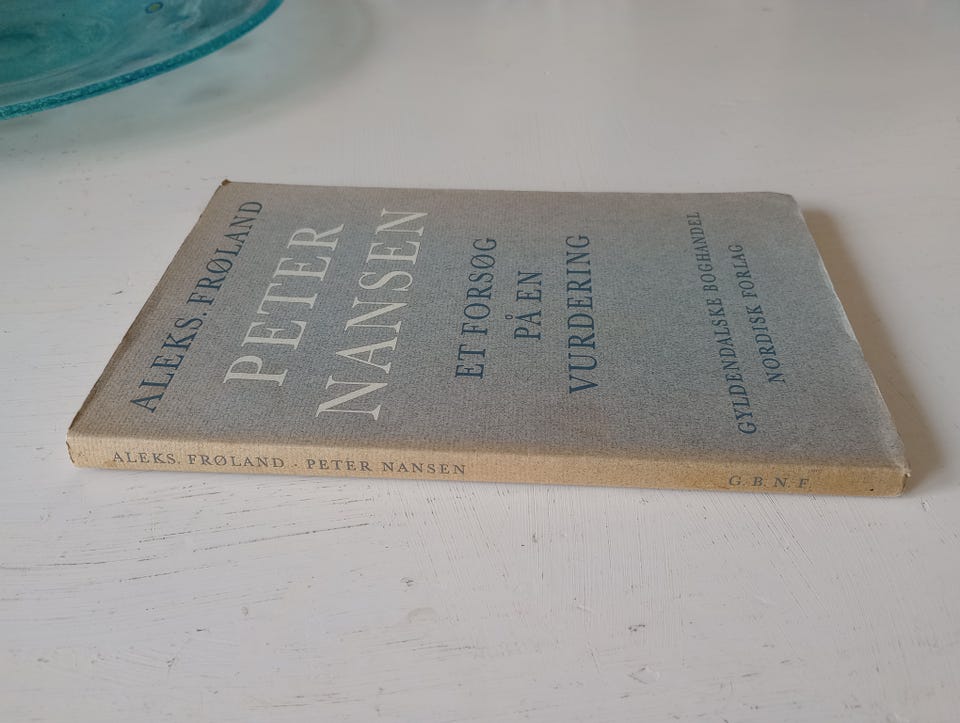 ALEKS. FRØLAND
PETER
NANSEN
ET FORSØG
PÅ EN
VURDERING
GYLDENDALSKE BOGHANDEL
NORDISK FORLAG
ALEKS. FRØLAND · PETER NANSEN
G. B. N. F.